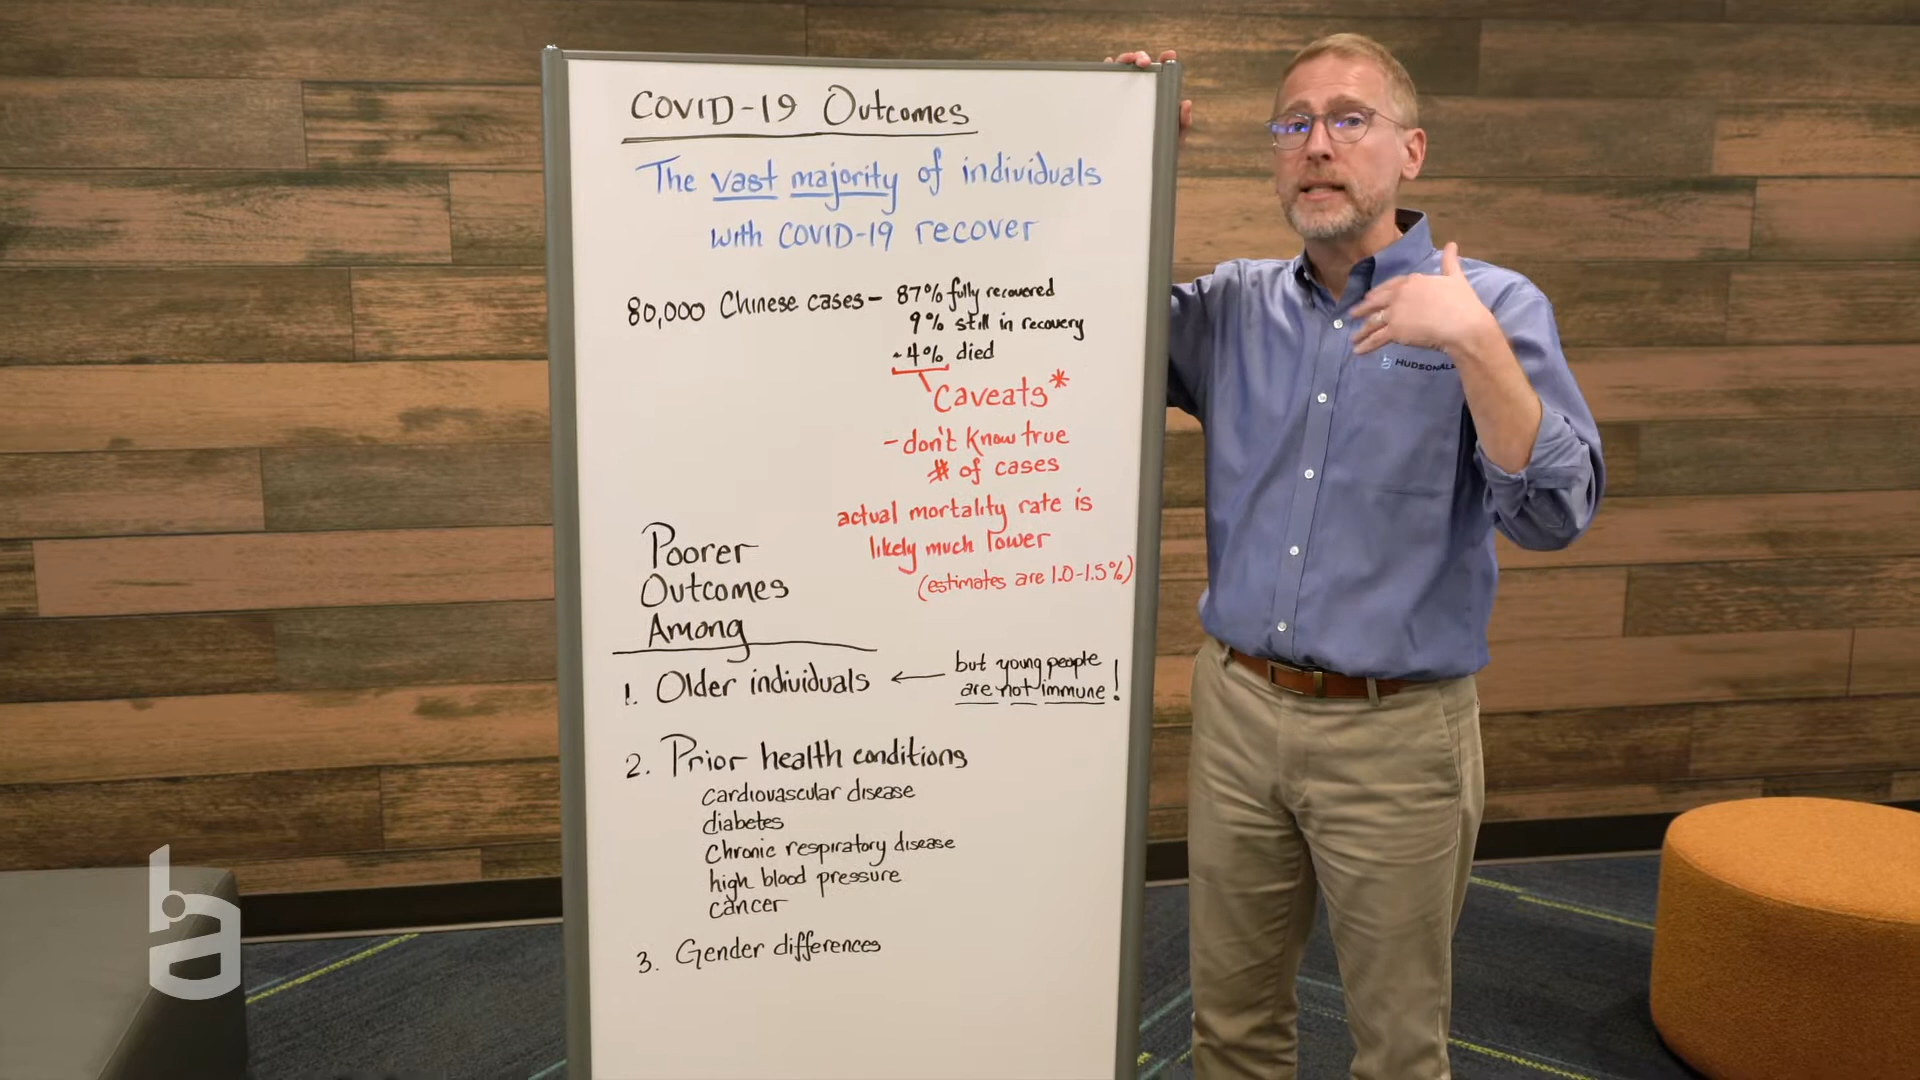 COVID-19 Outcomes
The vast majority of individuals
with COVID-19 recover
80,000 Chinese cases - 87% fully recovered
9% still in recovery
~4% died
Caveats*
- don't know true
# of cases
actual mortality rate is
likely much lower
(estimates are 1.0-1.5%)
Poorer
Outcomes
Among
1. Older individuals ← but young people
are not immune!
2. Prior health conditions
cardiovascular disease
diabetes
chronic respiratory disease
high blood pressure
cancer
3. Gender differences
ha